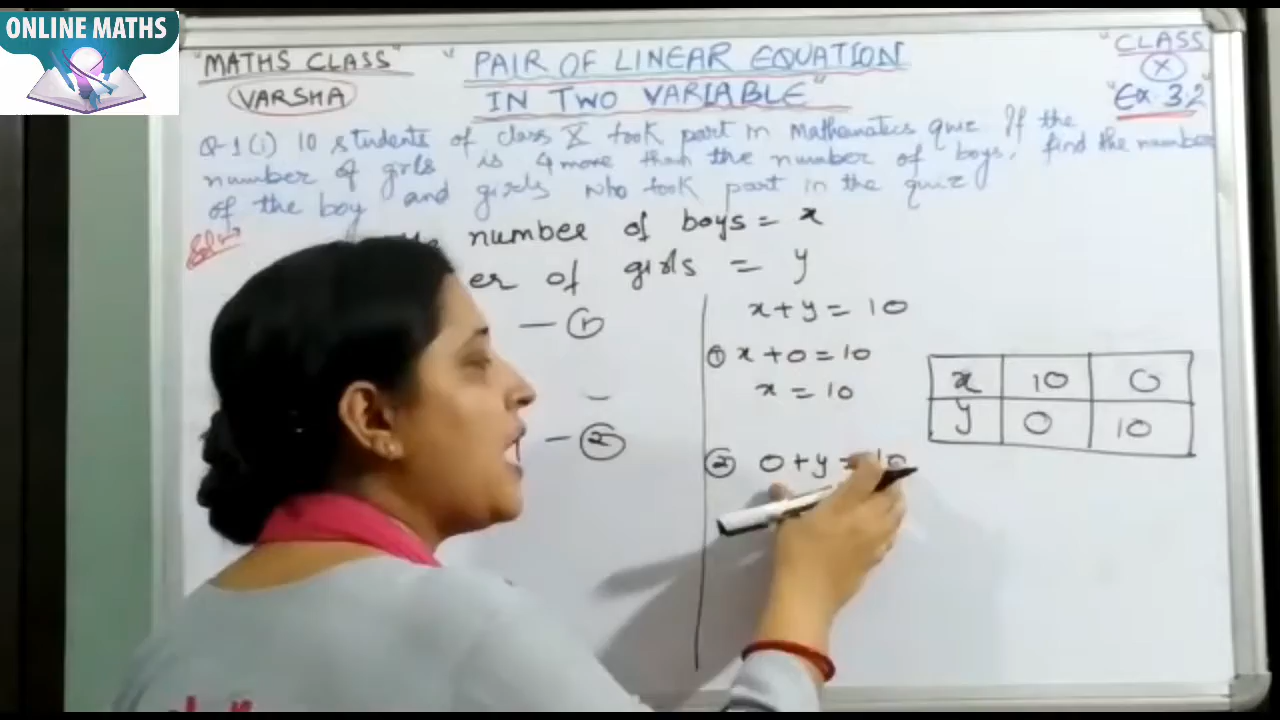 ONLINE MATHS
"MATHS CLASS"
VARSHA
"PAIR OF LINEAR EQUATION
IN TWO VARIABLE"
CLASS
X
"Ex 3.2"
Q-1(i) 10 students of class X took part in Mathematics quiz. If the
number of girls is 4 more than the number of boys, find the number
of the boy and girls who took part in the quiz
Soln
number of boys = x
er of girls = y
— 1
— 2
x + y = 10
1 x + 0 = 10
x = 10
2 0 + y = 10
x 10 0
y 0 10